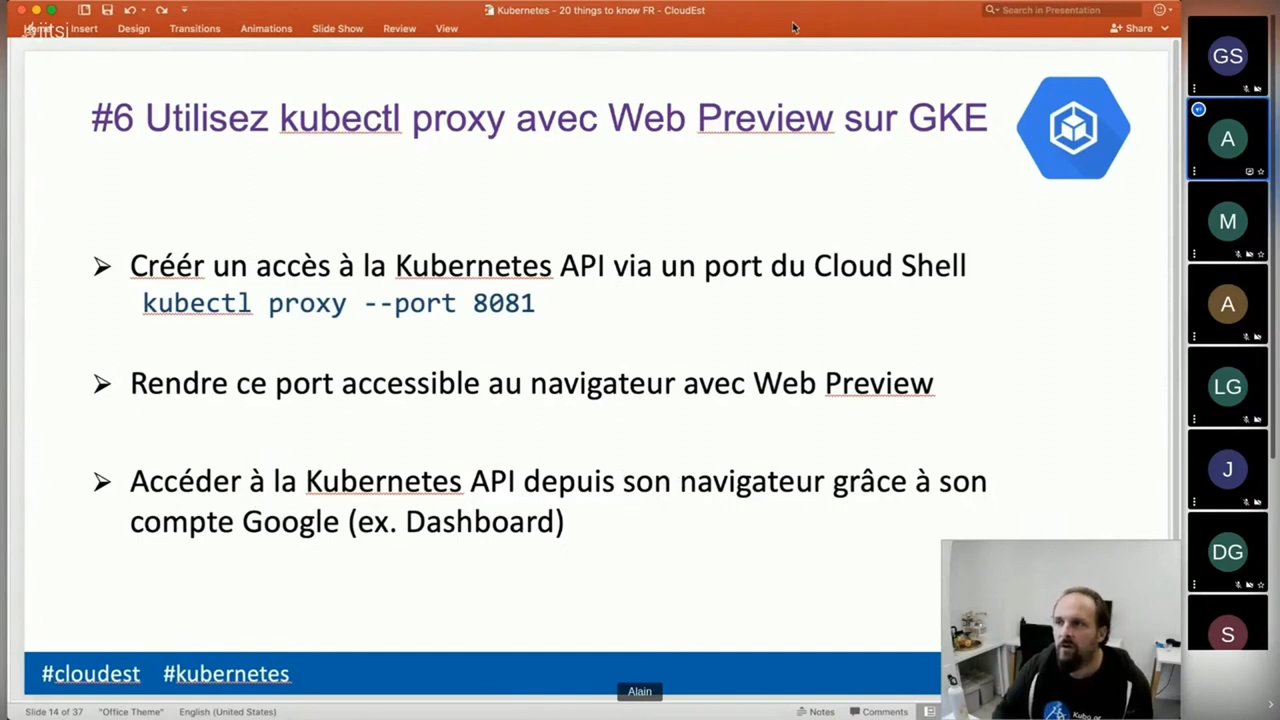 Kubernetes - 20 things to know FR - CloudEst
Search in Presentation
Insert
Design
Transitions
Animations
Slide Show
Review
View
Share
#6 Utilisez kubectl proxy avec Web Preview sur GKE
Créér un accès à la Kubernetes API via un port du Cloud Shell
kubectl proxy --port 8081
Rendre ce port accessible au navigateur avec Web Preview
Accéder à la Kubernetes API depuis son navigateur grâce à son
compte Google (ex. Dashboard)
#cloudest #kubernetes
Alain
Slide 14 of 37
"Office Theme"
English (United States)
Notes
Comments
GS
A
M
A
LG
J
DG
S